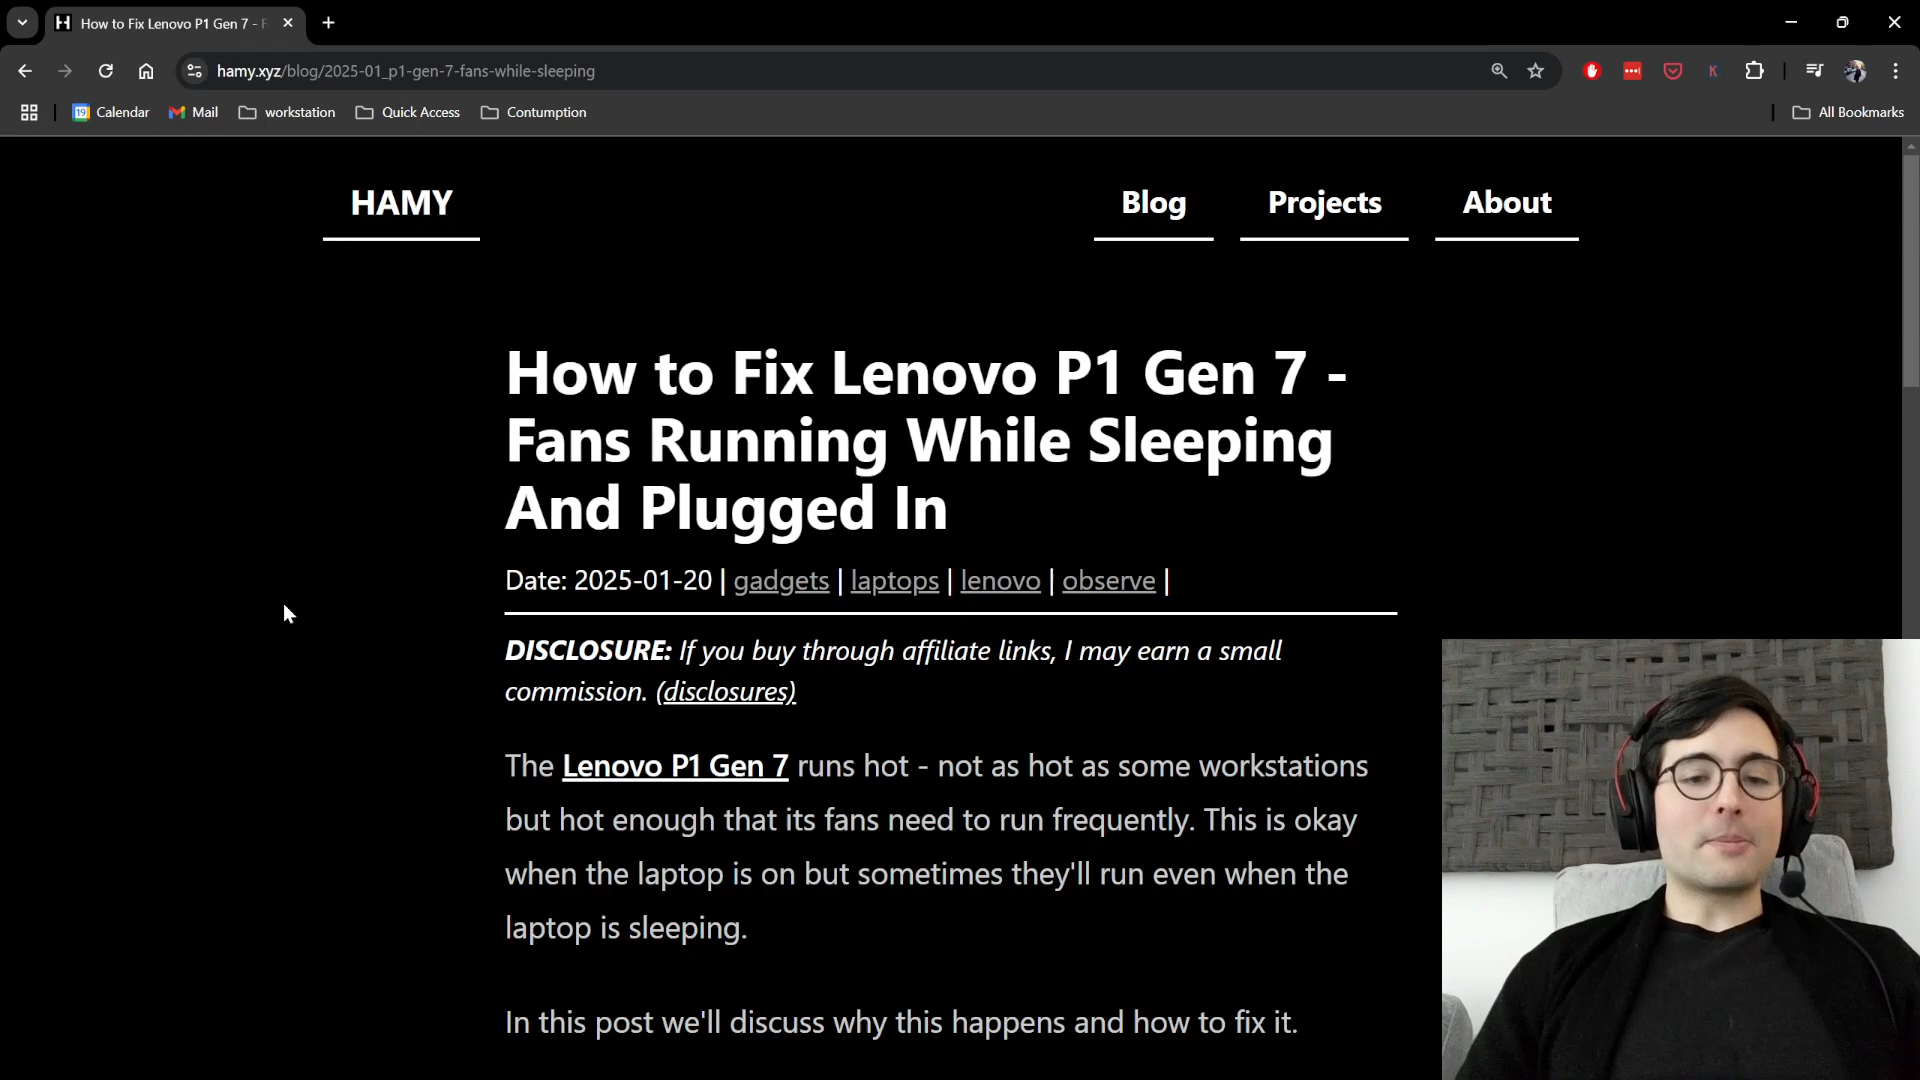 How to Fix Lenovo P1 Gen 7 - F
hamy.xyz/blog/2025-01_p1-gen-7-fans-while-sleeping
Calendar
Mail
workstation
Quick Access
Contumption
All Bookmarks
HAMY
Blog
Projects
About
How to Fix Lenovo P1 Gen 7 -
Fans Running While Sleeping
And Plugged In
Date: 2025-01-20 | gadgets | laptops | lenovo | observe |
DISCLOSURE: If you buy through affiliate links, I may earn a small
commission. (disclosures)
The Lenovo P1 Gen 7 runs hot - not as hot as some workstations
but hot enough that its fans need to run frequently. This is okay
when the laptop is on but sometimes they'll run even when the
laptop is sleeping.
In this post we'll discuss why this happens and how to fix it.